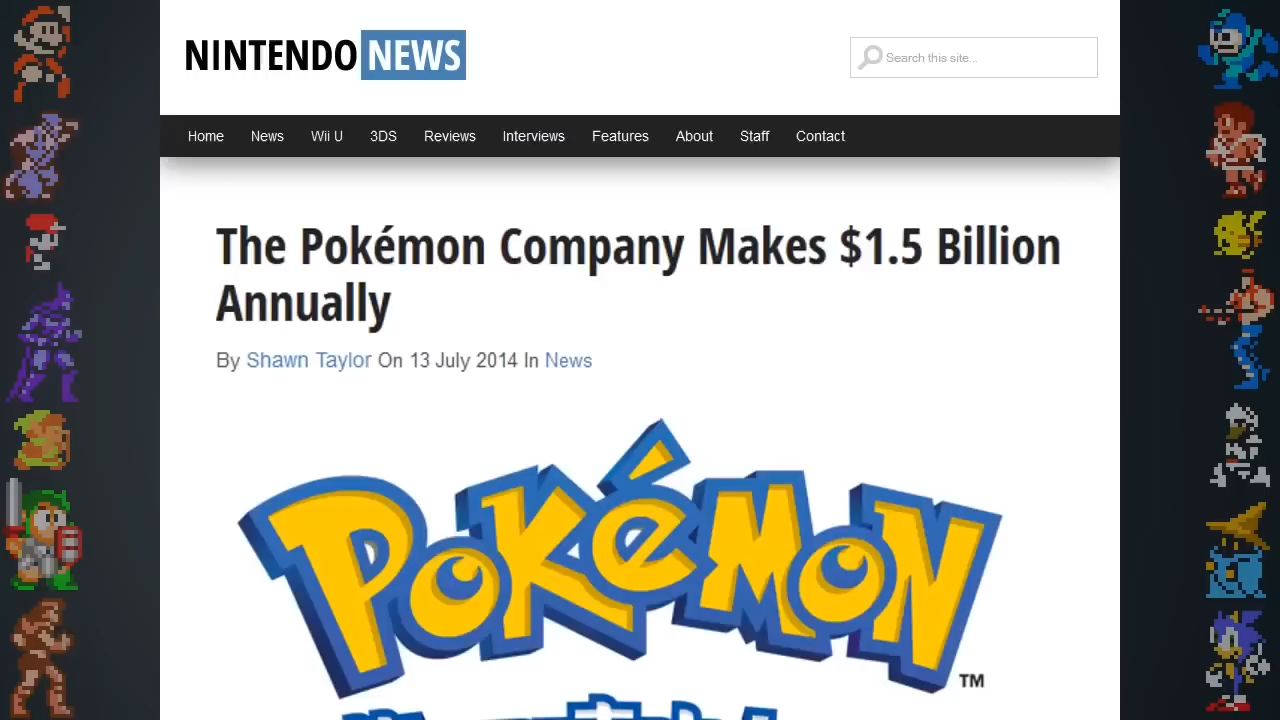 NINTENDO NEWS
Search this site...
Home News Wii U 3DS Reviews Interviews Features About Staff Contact
The Pokémon Company Makes $1.5 Billion
Annually
By Shawn Taylor On 13 July 2014 In News
POKéMON
TM